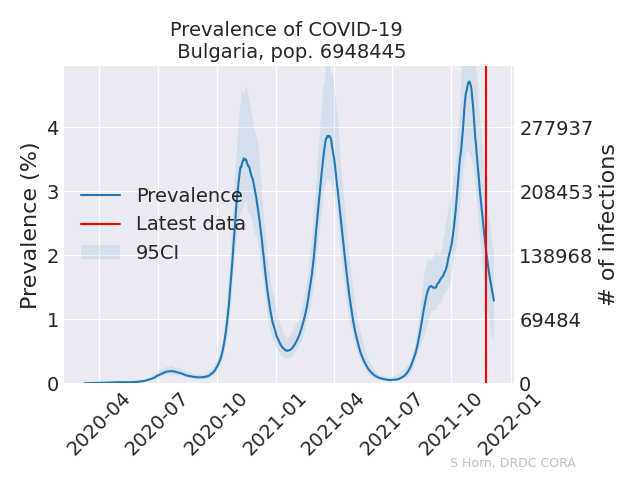 Prevalence of COVID-19
Bulgaria, pop. 6948445
Prevalence (%)
4
3
2
1
0
Prevalence
Latest data
95CI
277937
208453
138968
69484
0
# of infections
2020-04
2020-07
2020-10
2021-01
2021-04
2021-07
2021-10
2022-01
S Horn, DRDC CORA